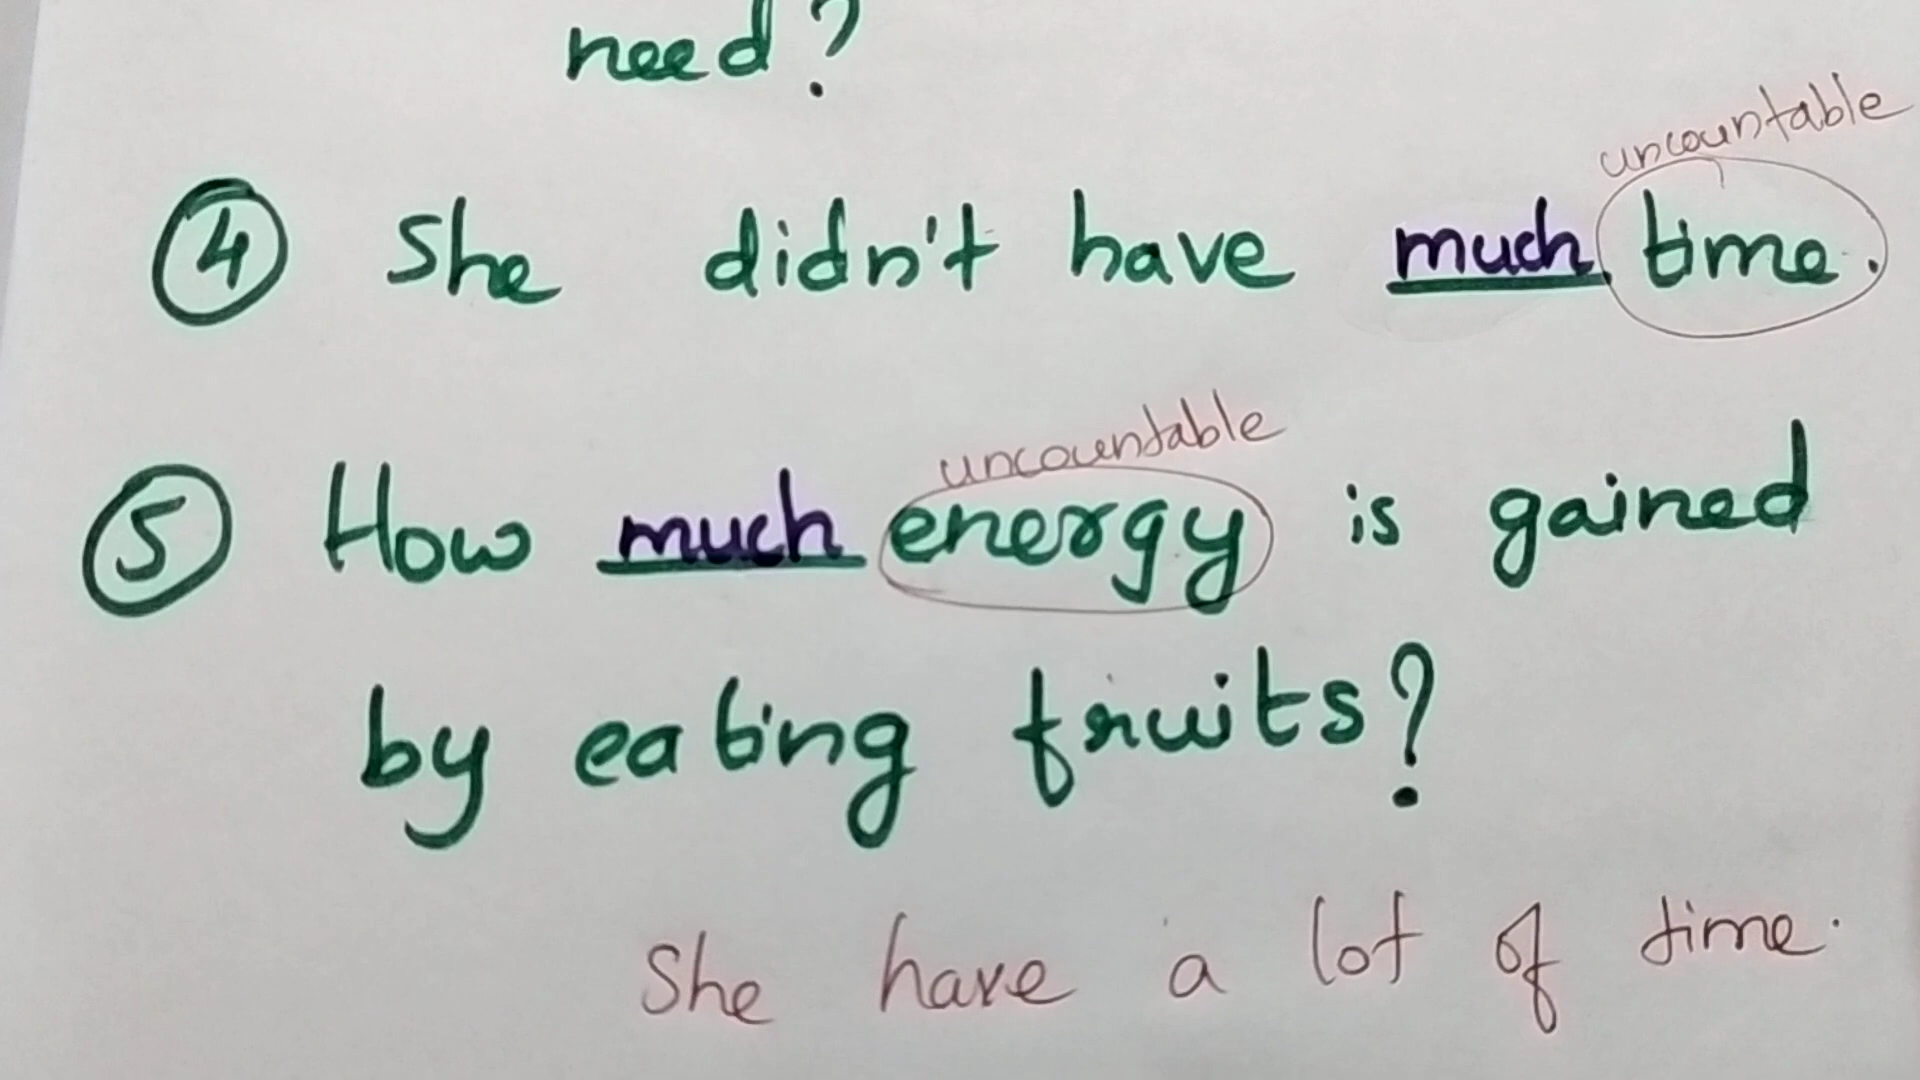 need?
uncountable
④ She didn't have much time.
uncountable
⑤ How much energy is gained
by eating fruits?
She have a lot of time.